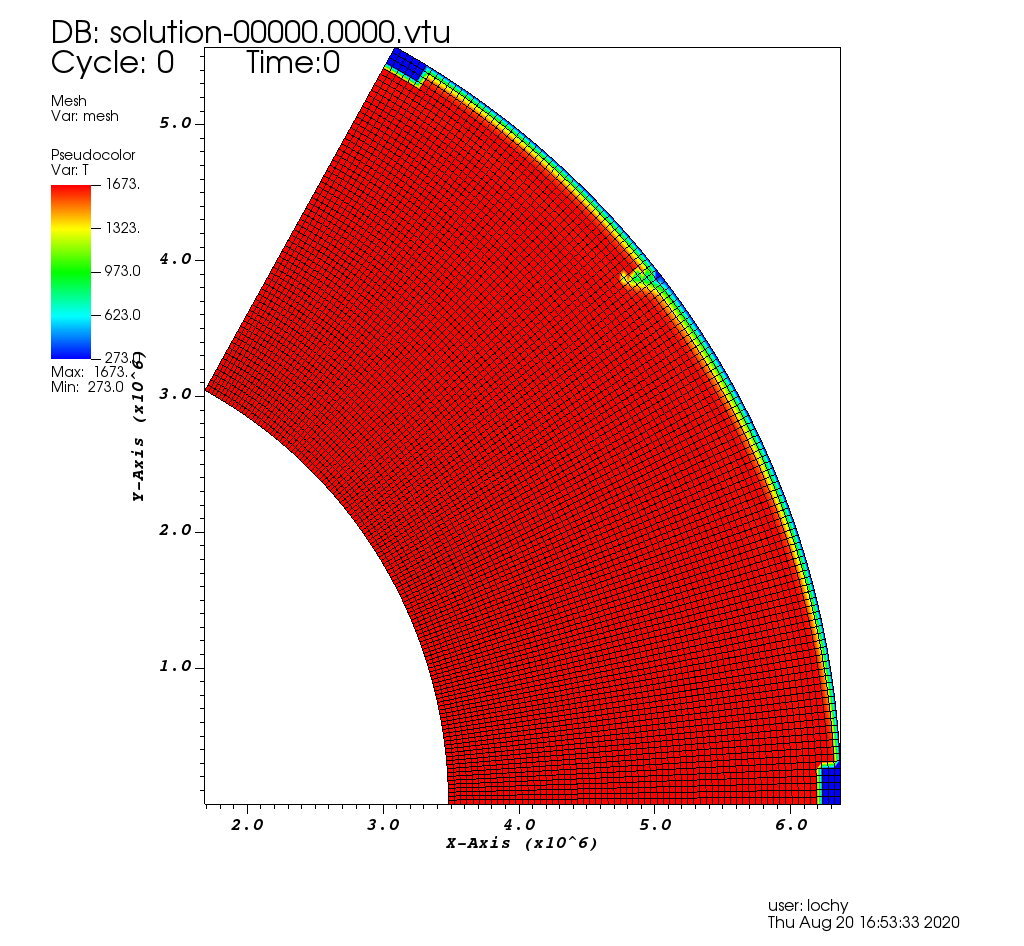 DB: solution-00000.0000.vtu
Cycle: 0 Time:0
Mesh
Var: mesh
Pseudocolor
Var: T
1673.
1323.
973.0
623.0
273.0
Max: 1673.
Min: 273.0
Y-Axis (x10^6)
5.0
4.0
3.0
2.0
1.0
2.0 3.0 4.0 5.0 6.0
X-Axis (x10^6)
user: lochy
Thu Aug 20 16:53:33 2020